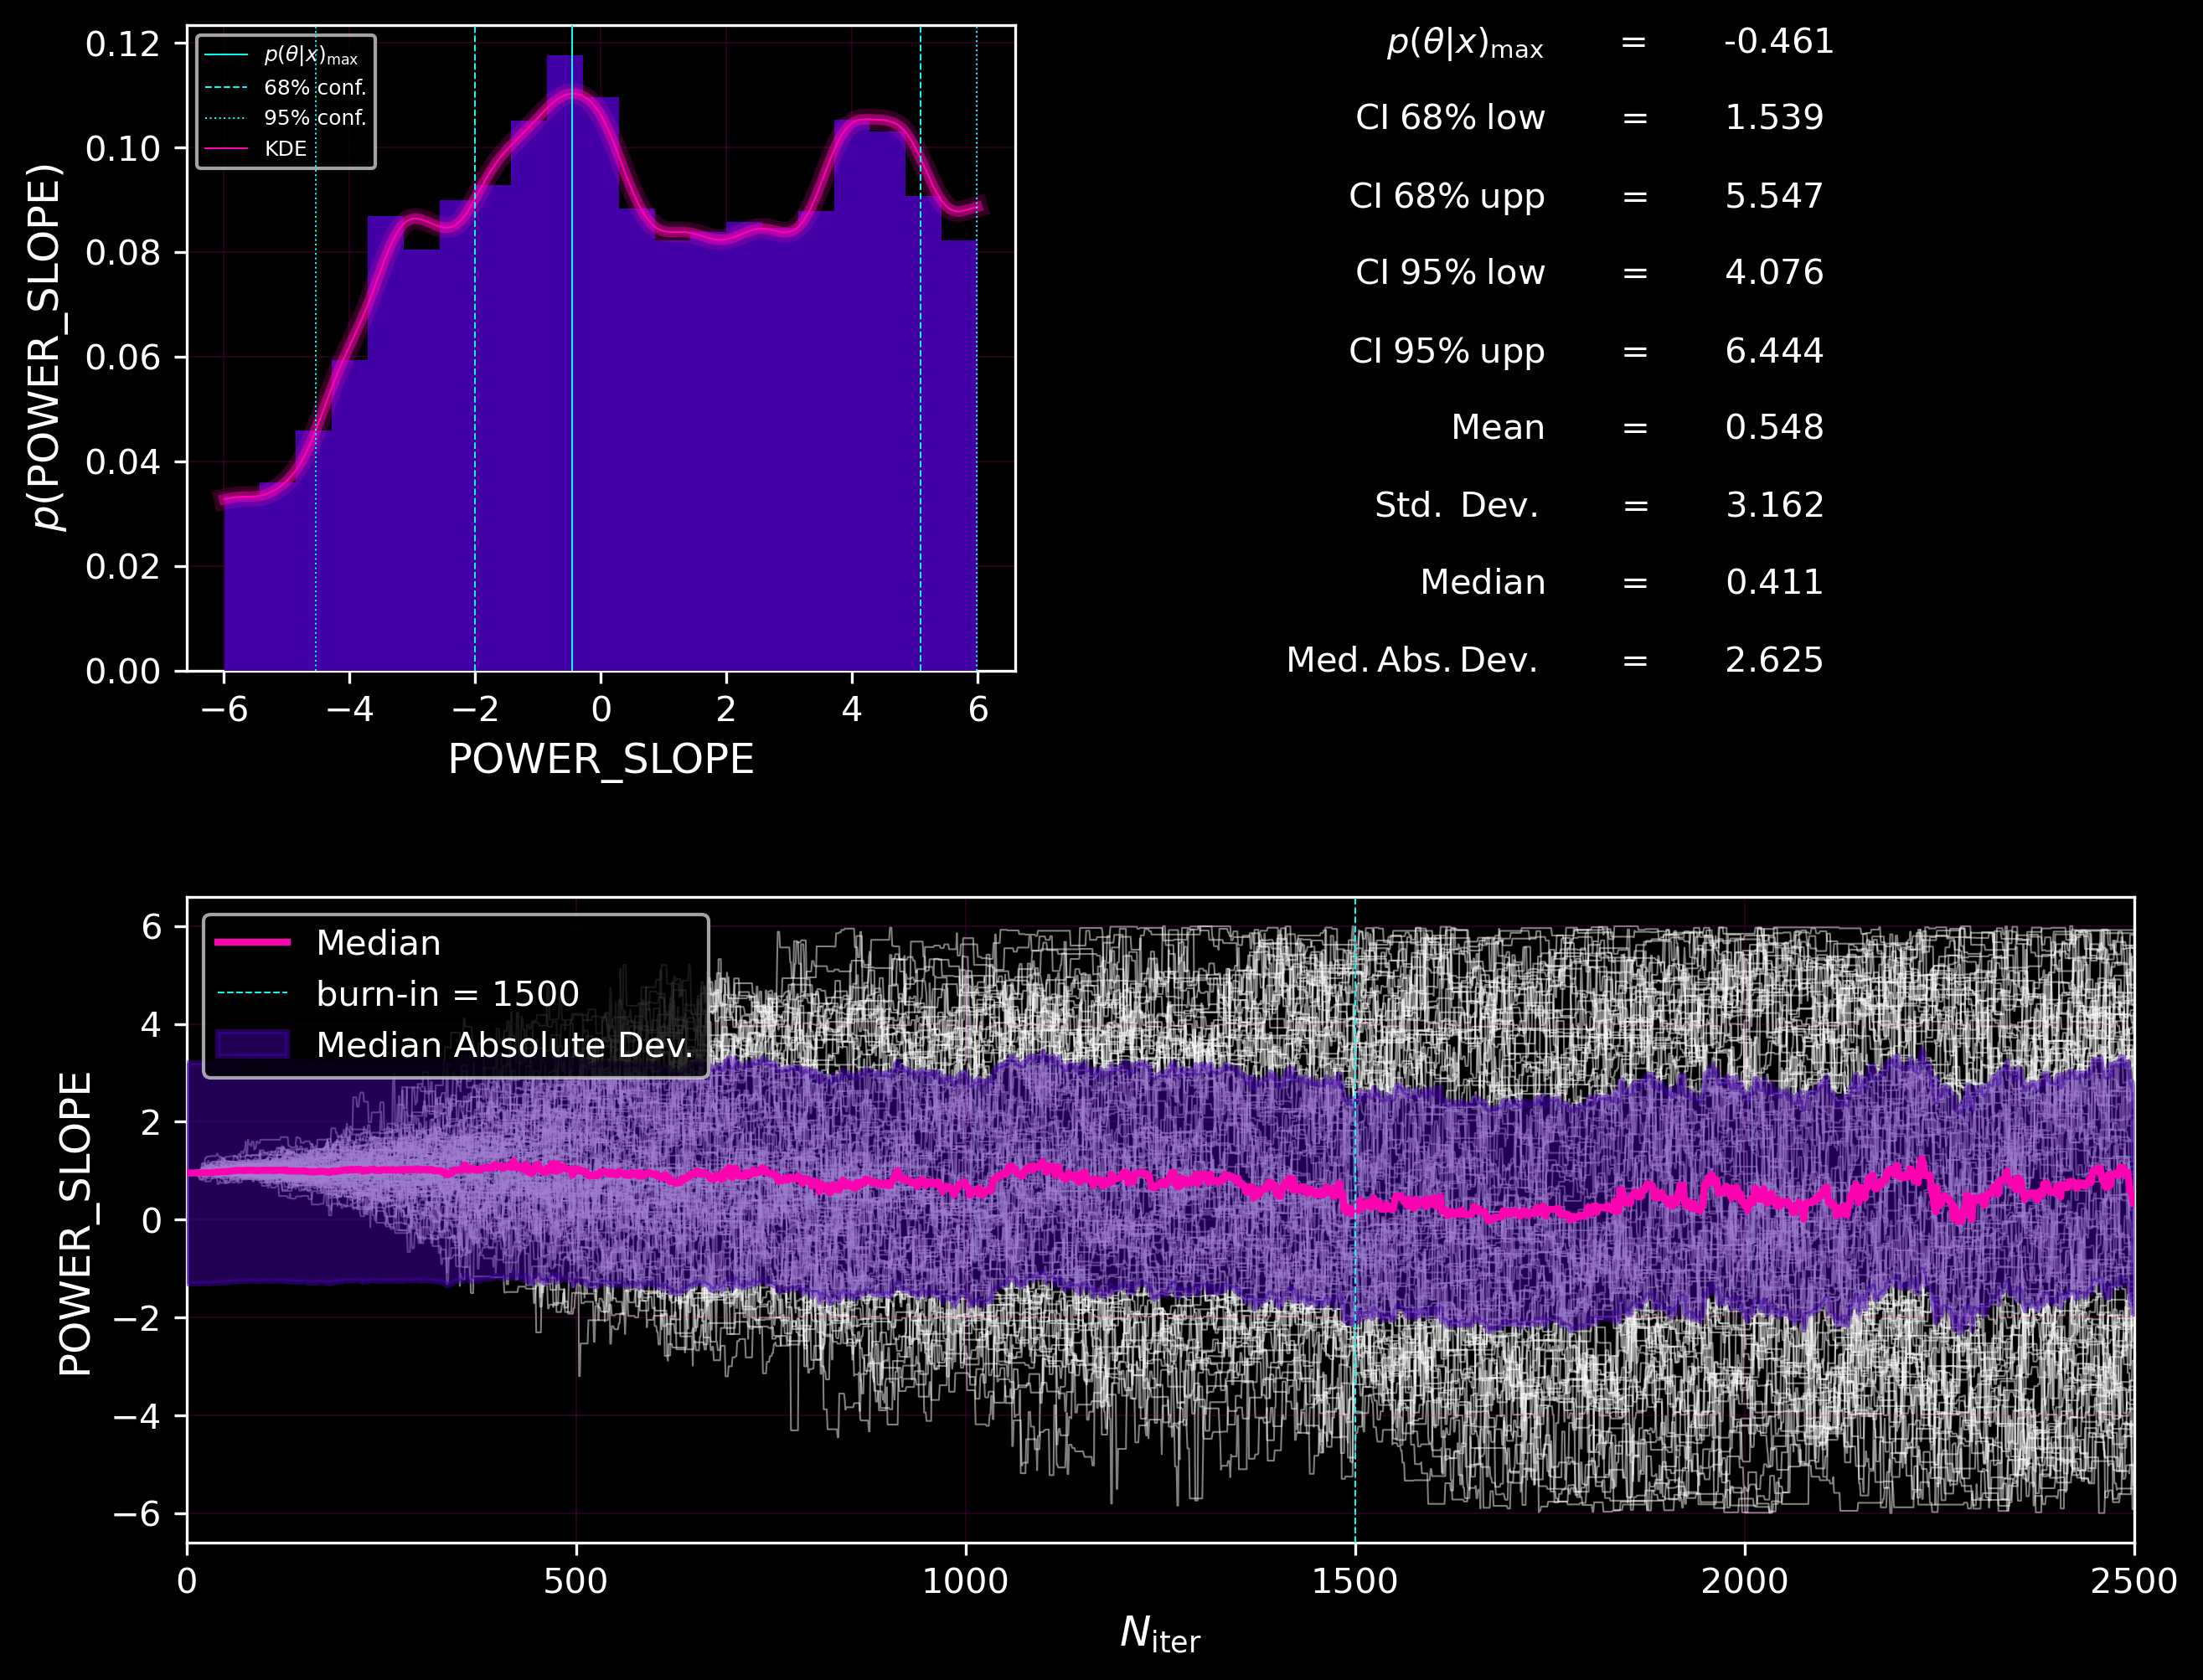 p(POWER_SLOPE)
0.12
0.10
0.08
0.06
0.04
0.02
0.00
p(θ|x)max
68% conf.
95% conf.
KDE
−6 −4 −2 0 2 4 6
POWER_SLOPE
p(θ|x)max = -0.461
CI 68% low = 1.539
CI 68% upp = 5.547
CI 95% low = 4.076
CI 95% upp = 6.444
Mean = 0.548
Std. Dev. = 3.162
Median = 0.411
Med. Abs. Dev. = 2.625
POWER_SLOPE
6
4
2
0
−2
−4
−6
Median
burn-in = 1500
Median Absolute Dev.
0 500 1000 1500 2000 2500
Niter